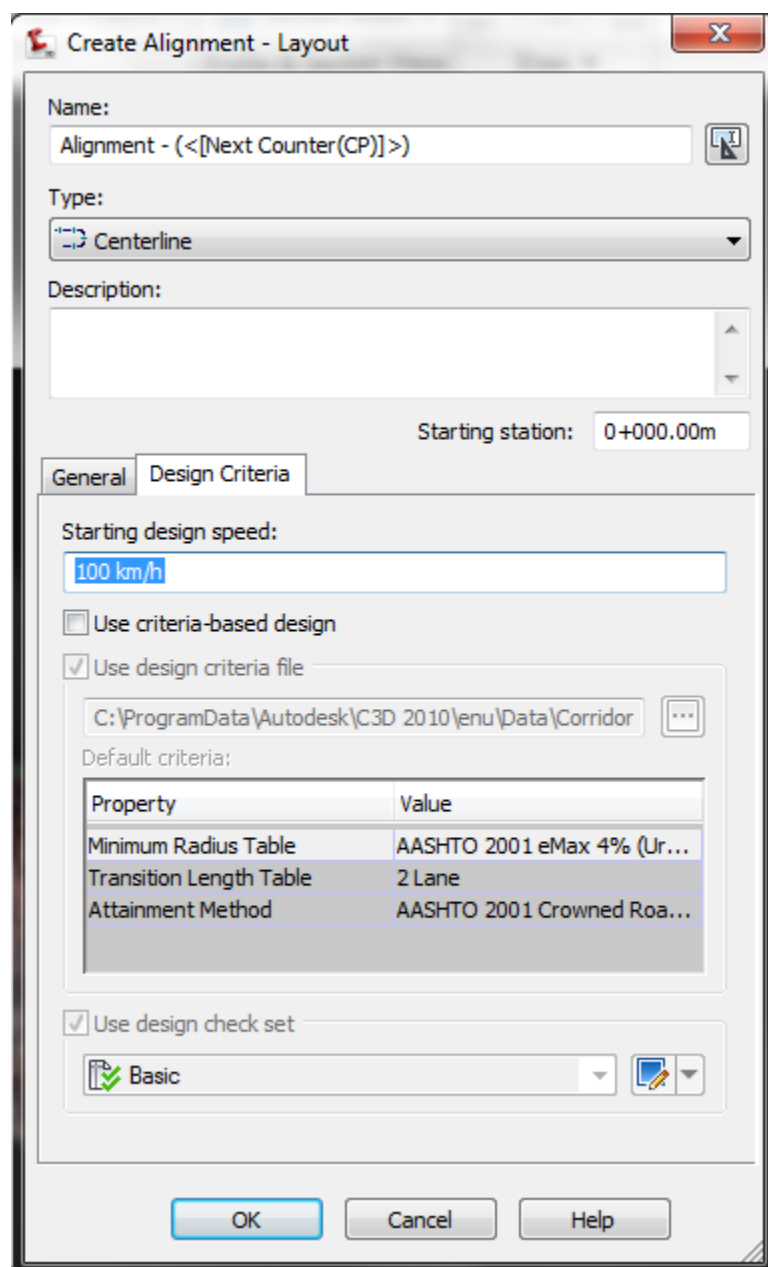 Create Alignment - Layout
Name:
Alignment - (<[Next Counter(CP)]>)
Type:
Centerline
Description:
Starting station: 0+000.00m
General Design Criteria
Starting design speed:
100 km/h
Use criteria-based design
Use design criteria file
C:\ProgramData\Autodesk\C3D 2010\enu\Data\Corridor
...
Default criteria:
Property Value
Minimum Radius Table AASHTO 2001 eMax 4% (Ur...
Transition Length Table 2 Lane
Attainment Method AASHTO 2001 Crowned Roa...
Use design check set
Basic
OK Cancel Help